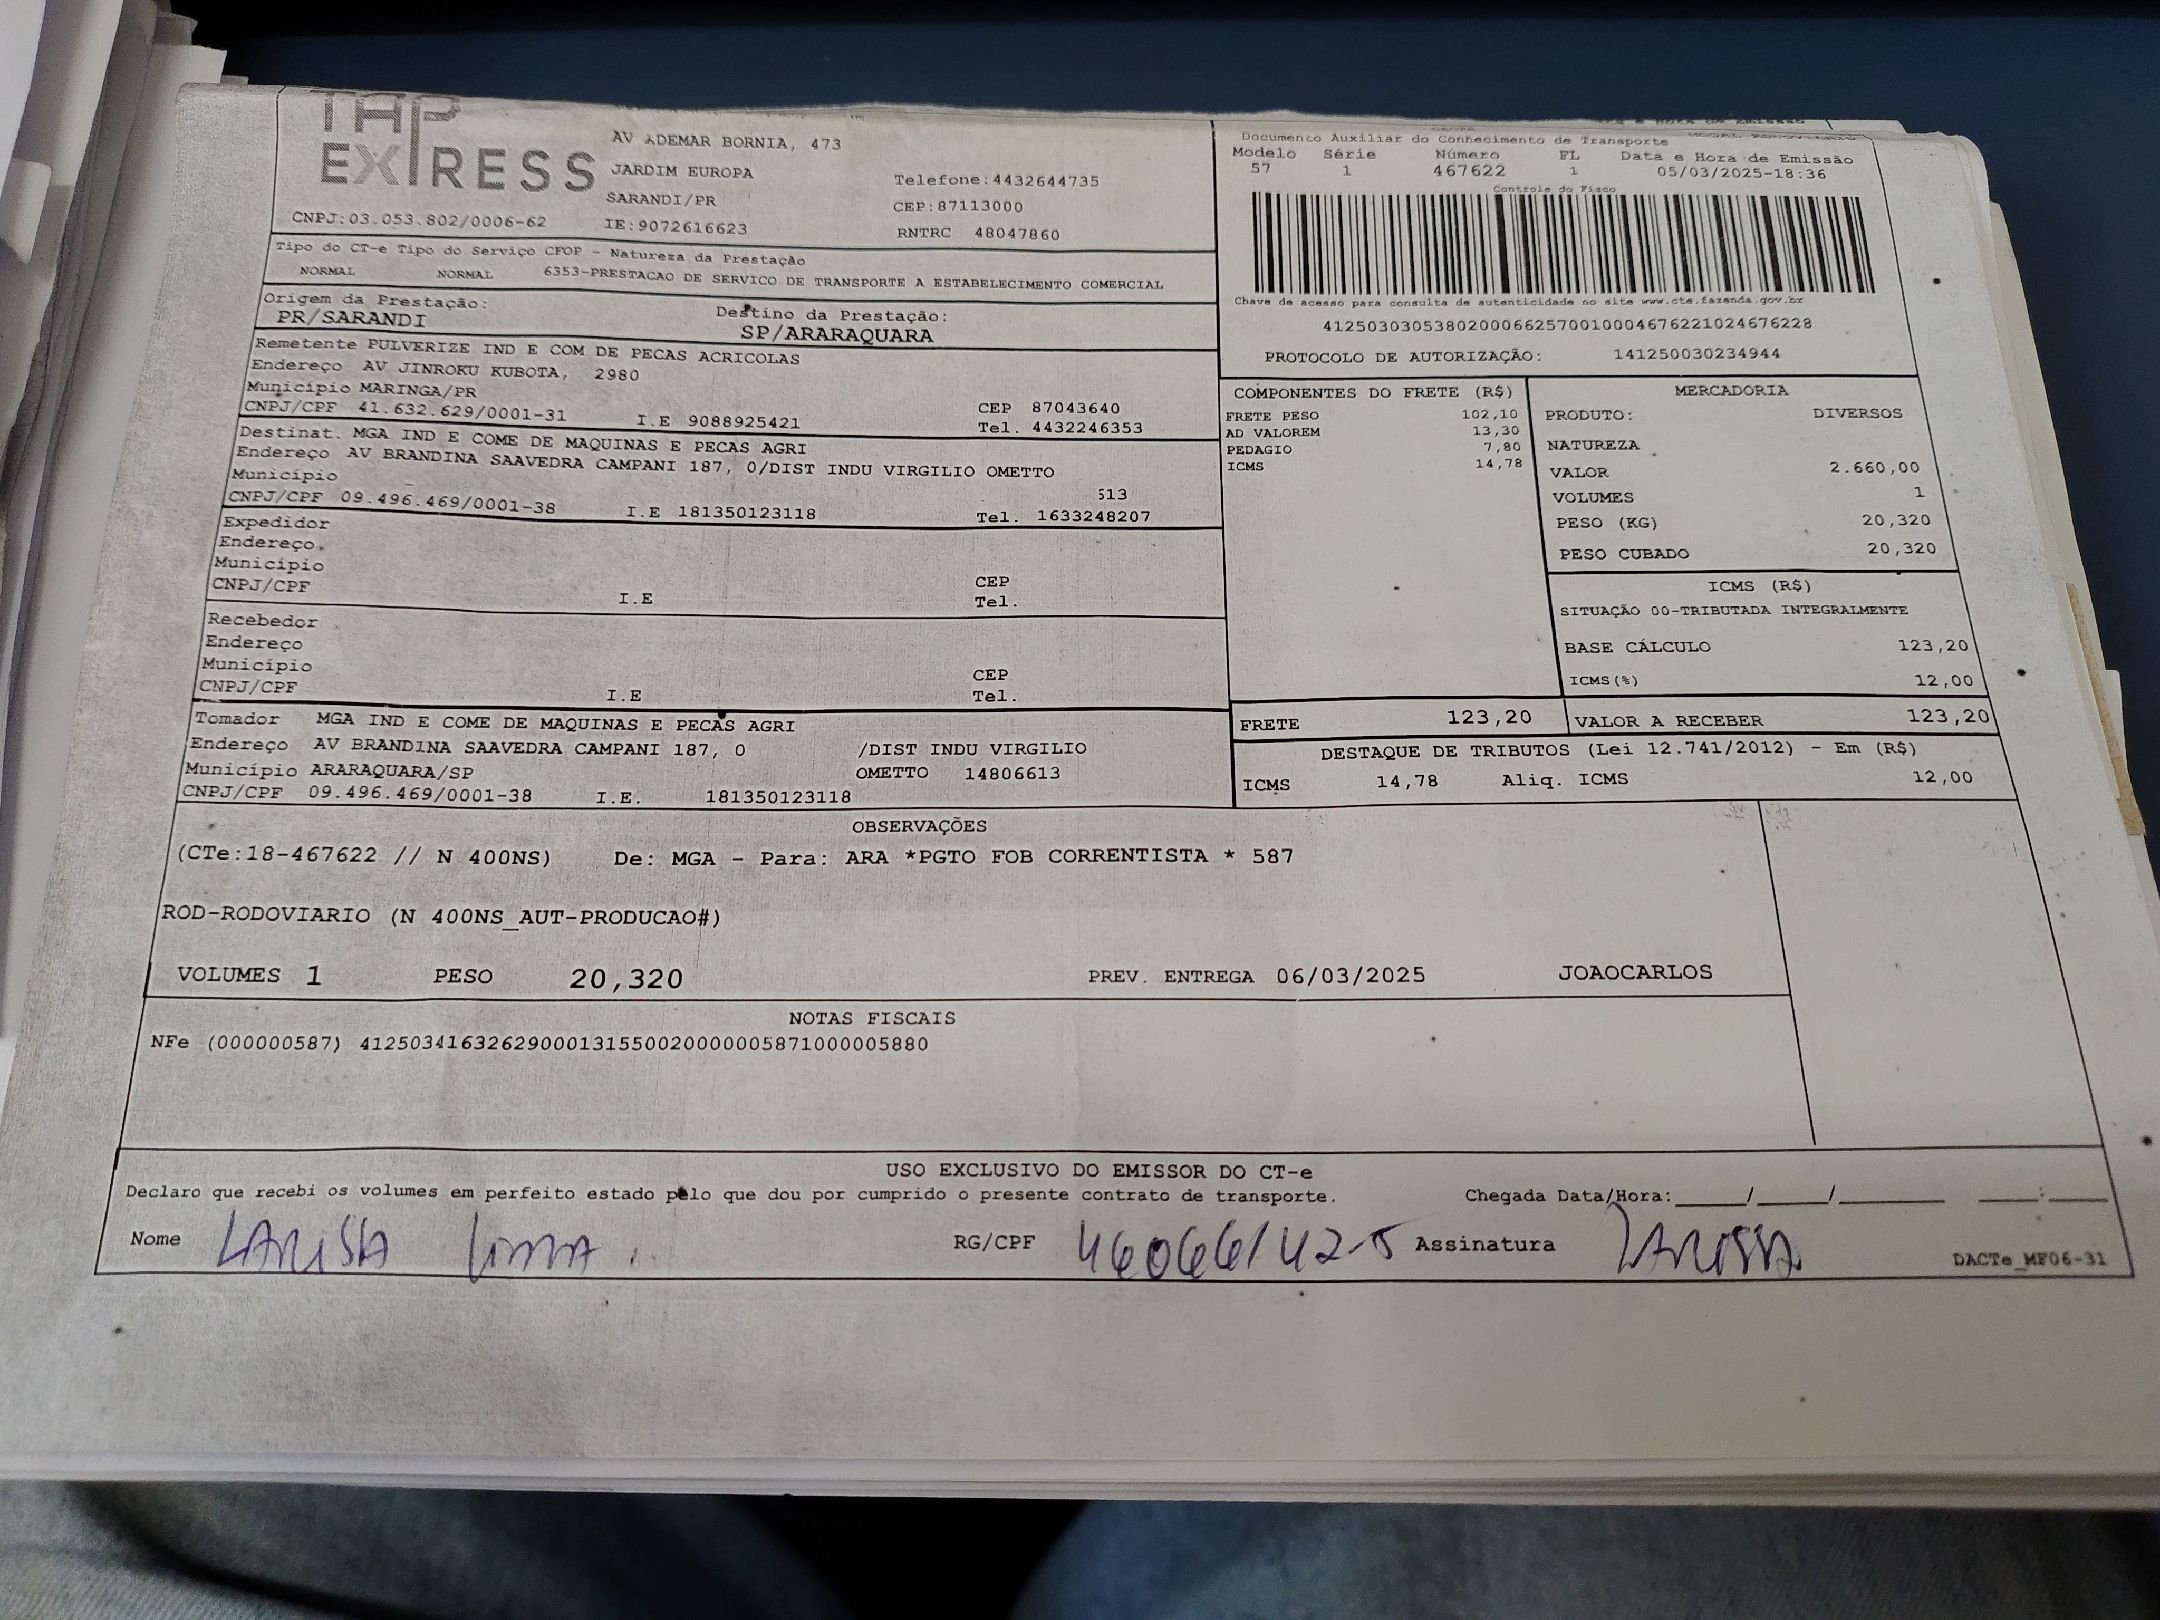 TAP
EXPRESS
AV ADEMAR BORNIA, 473
JARDIM EUROPA
SARANDI/PR
Telefone:4432644735
CEP:87113000
CNPJ:03.053.802/0006-62 IE:9072616623 RNTRC 48047860
Documento Auxiliar do Conhecimento de Transporte
Modelo Série Número FL Data e Hora de Emissão
57 1 467622 1 05/03/2025-18:36
Controle do Fisco
Chave de acesso para consulta de autenticidade no site www.cte.fazenda.gov.br
41250303053802000662570010004676221024676228
PROTOCOLO DE AUTORIZAÇÃO: 141250030234944
Tipo do CT-e Tipo do Serviço CFOP - Natureza da Prestação
NORMAL NORMAL 6353-PRESTACAO DE SERVICO DE TRANSPORTE A ESTABELECIMENTO COMERCIAL
Origem da Prestação: Destino da Prestação:
PR/SARANDI SP/ARARAQUARA
Remetente PULVERIZE IND E COM DE PECAS ACRICOLAS
Endereço AV JINROKU KUBOTA, 2980
Município MARINGA/PR CEP 87043640
CNPJ/CPF 41.632.629/0001-31 I.E 9088925421 Tel. 4432246353
Destinat. MGA IND E COME DE MAQUINAS E PECAS AGRI
Endereço AV BRANDINA SAAVEDRA CAMPANI 187, 0/DIST INDU VIRGILIO OMETTO
Município 513
CNPJ/CPF 09.496.469/0001-38 I.E 181350123118 Tel. 1633248207
Expedidor
Endereço
Município CEP
CNPJ/CPF I.E Tel.
Recebedor
Endereço
Município CEP
CNPJ/CPF I.E Tel.
Tomador MGA IND E COME DE MAQUINAS E PECAS AGRI
Endereço AV BRANDINA SAAVEDRA CAMPANI 187, 0 /DIST INDU VIRGILIO
Município ARARAQUARA/SP OMETTO 14806613
CNPJ/CPF 09.496.469/0001-38 I.E. 181350123118
COMPONENTES DO FRETE (R$)
FRETE PESO 102,10
AD VALOREM 13,30
PEDAGIO 7,80
ICMS 14,78
MERCADORIA
PRODUTO: DIVERSOS
NATUREZA
VALOR 2.660,00
VOLUMES 1
PESO (KG) 20,320
PESO CUBADO 20,320
ICMS (R$)
SITUAÇÃO 00-TRIBUTADA INTEGRALMENTE
BASE CÁLCULO 123,20
ICMS(%) 12,00
FRETE 123,20 VALOR A RECEBER 123,20
DESTAQUE DE TRIBUTOS (Lei 12.741/2012) - Em (R$)
ICMS 14,78 Aliq. ICMS 12,00
OBSERVAÇÕES
(CTe:18-467622 // N 400NS) De: MGA - Para: ARA *PGTO FOB CORRENTISTA * 587
ROD-RODOVIARIO (N 400NS_AUT-PRODUCAO#)
VOLUMES 1 PESO 20,320 PREV. ENTREGA 06/03/2025 JOAOCARLOS
NOTAS FISCAIS
NFe (000000587) 41250341632629000131550020000005871000005880
USO EXCLUSIVO DO EMISSOR DO CT-e
Declaro que recebi os volumes em perfeito estado pelo que dou por cumprido o presente contrato de transporte. Chegada Data/Hora:____/____/______ ___:___
Nome LARISSA RG/CPF Assinatura LARISSA
DACTe_MF06-31